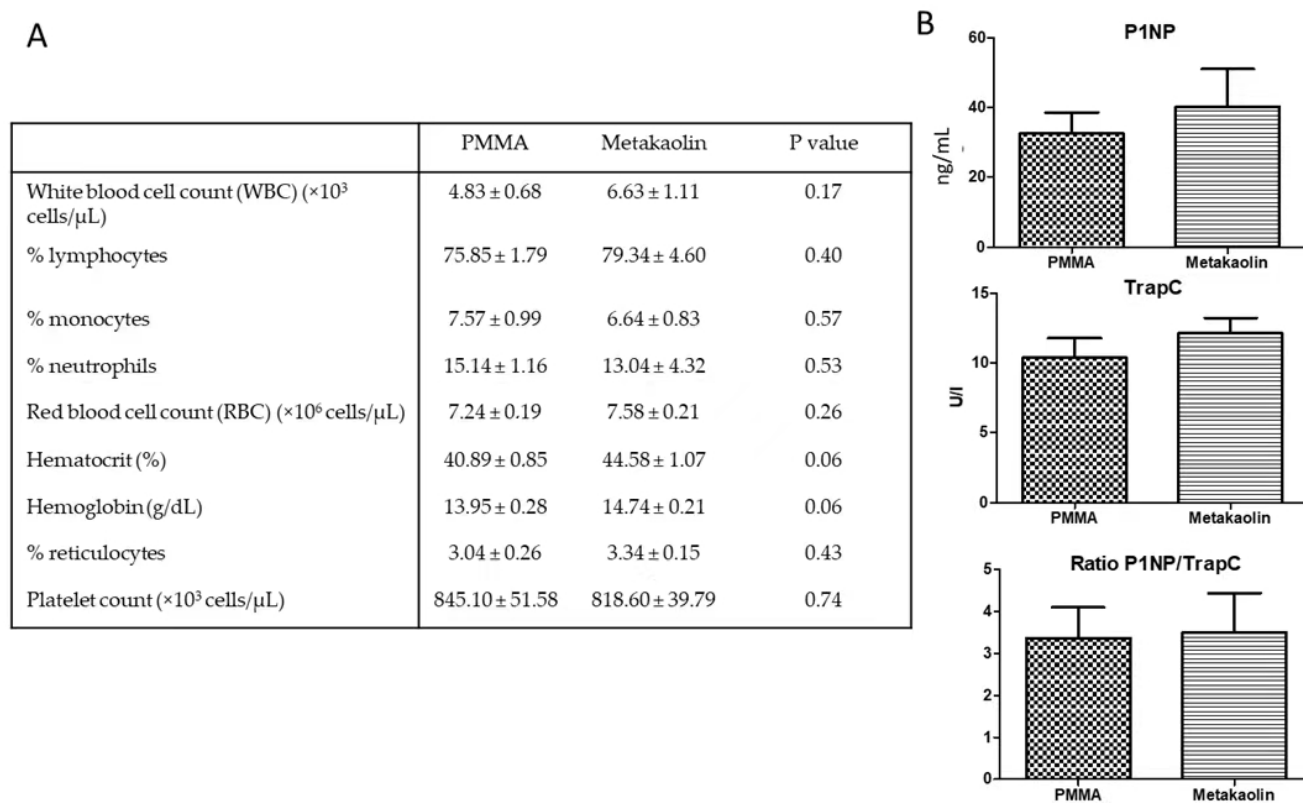 A
PMMA Metakaolin P value
White blood cell count (WBC) (×10³ 4.83 ± 0.68 6.63 ± 1.11 0.17
cells/µL)
% lymphocytes 75.85 ± 1.79 79.34 ± 4.60 0.40
% monocytes 7.57 ± 0.99 6.64 ± 0.83 0.57
% neutrophils 15.14 ± 1.16 13.04 ± 4.32 0.53
Red blood cell count (RBC) (×10⁶ cells/µL) 7.24 ± 0.19 7.58 ± 0.21 0.26
Hematocrit (%) 40.89 ± 0.85 44.58 ± 1.07 0.06
Hemoglobin (g/dL) 13.95 ± 0.28 14.74 ± 0.21 0.06
% reticulocytes 3.04 ± 0.26 3.34 ± 0.15 0.43
Platelet count (×10³ cells/µL) 845.10 ± 51.58 818.60 ± 39.79 0.74
B
P1NP
ng/mL
60
40
20
0
PMMA Metakaolin
TrapC
U/l
15
10
5
0
PMMA Metakaolin
Ratio P1NP/TrapC
5
4
3
2
1
0
PMMA Metakaolin